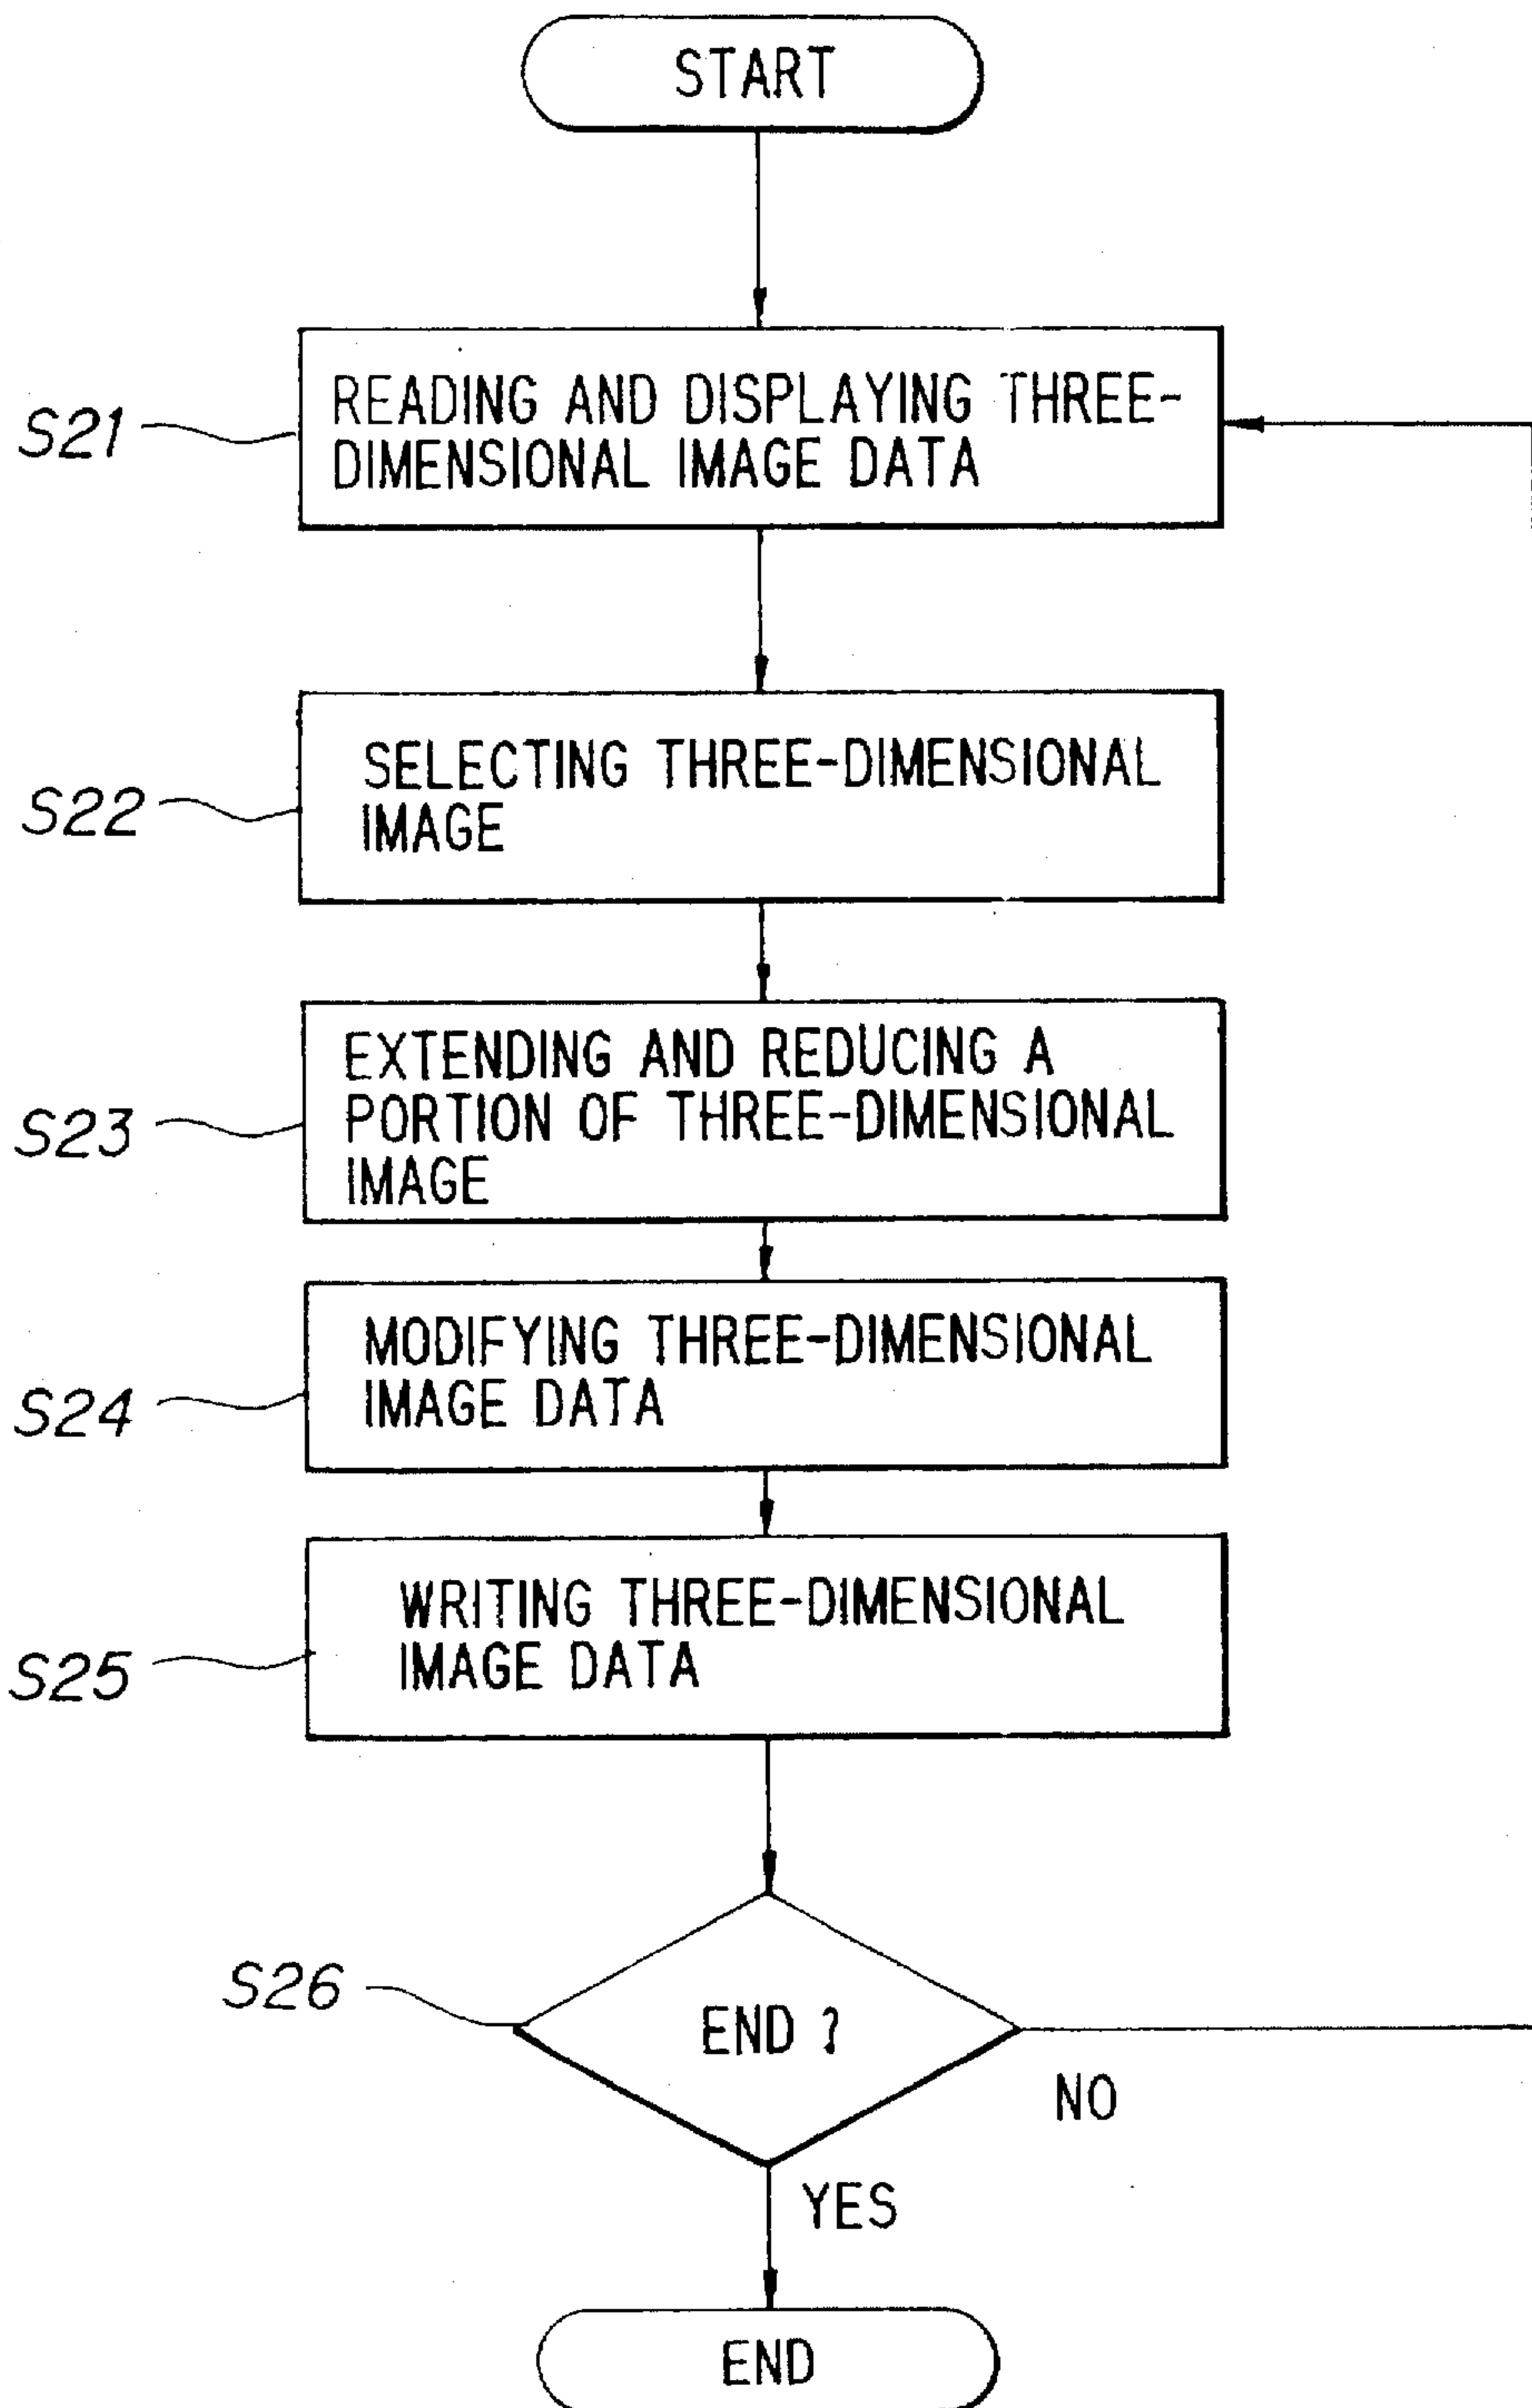 START
S21
READING AND DISPLAYING THREE-
DIMENSIONAL IMAGE DATA
S22
SELECTING THREE-DIMENSIONAL
IMAGE
S23
EXTENDING AND REDUCING A
PORTION OF THREE-DIMENSIONAL
IMAGE
S24
MODIFYING THREE-DIMENSIONAL
IMAGE DATA
S25
WRITING THREE-DIMENSIONAL
IMAGE DATA
S26
END ?
NO
YES
END